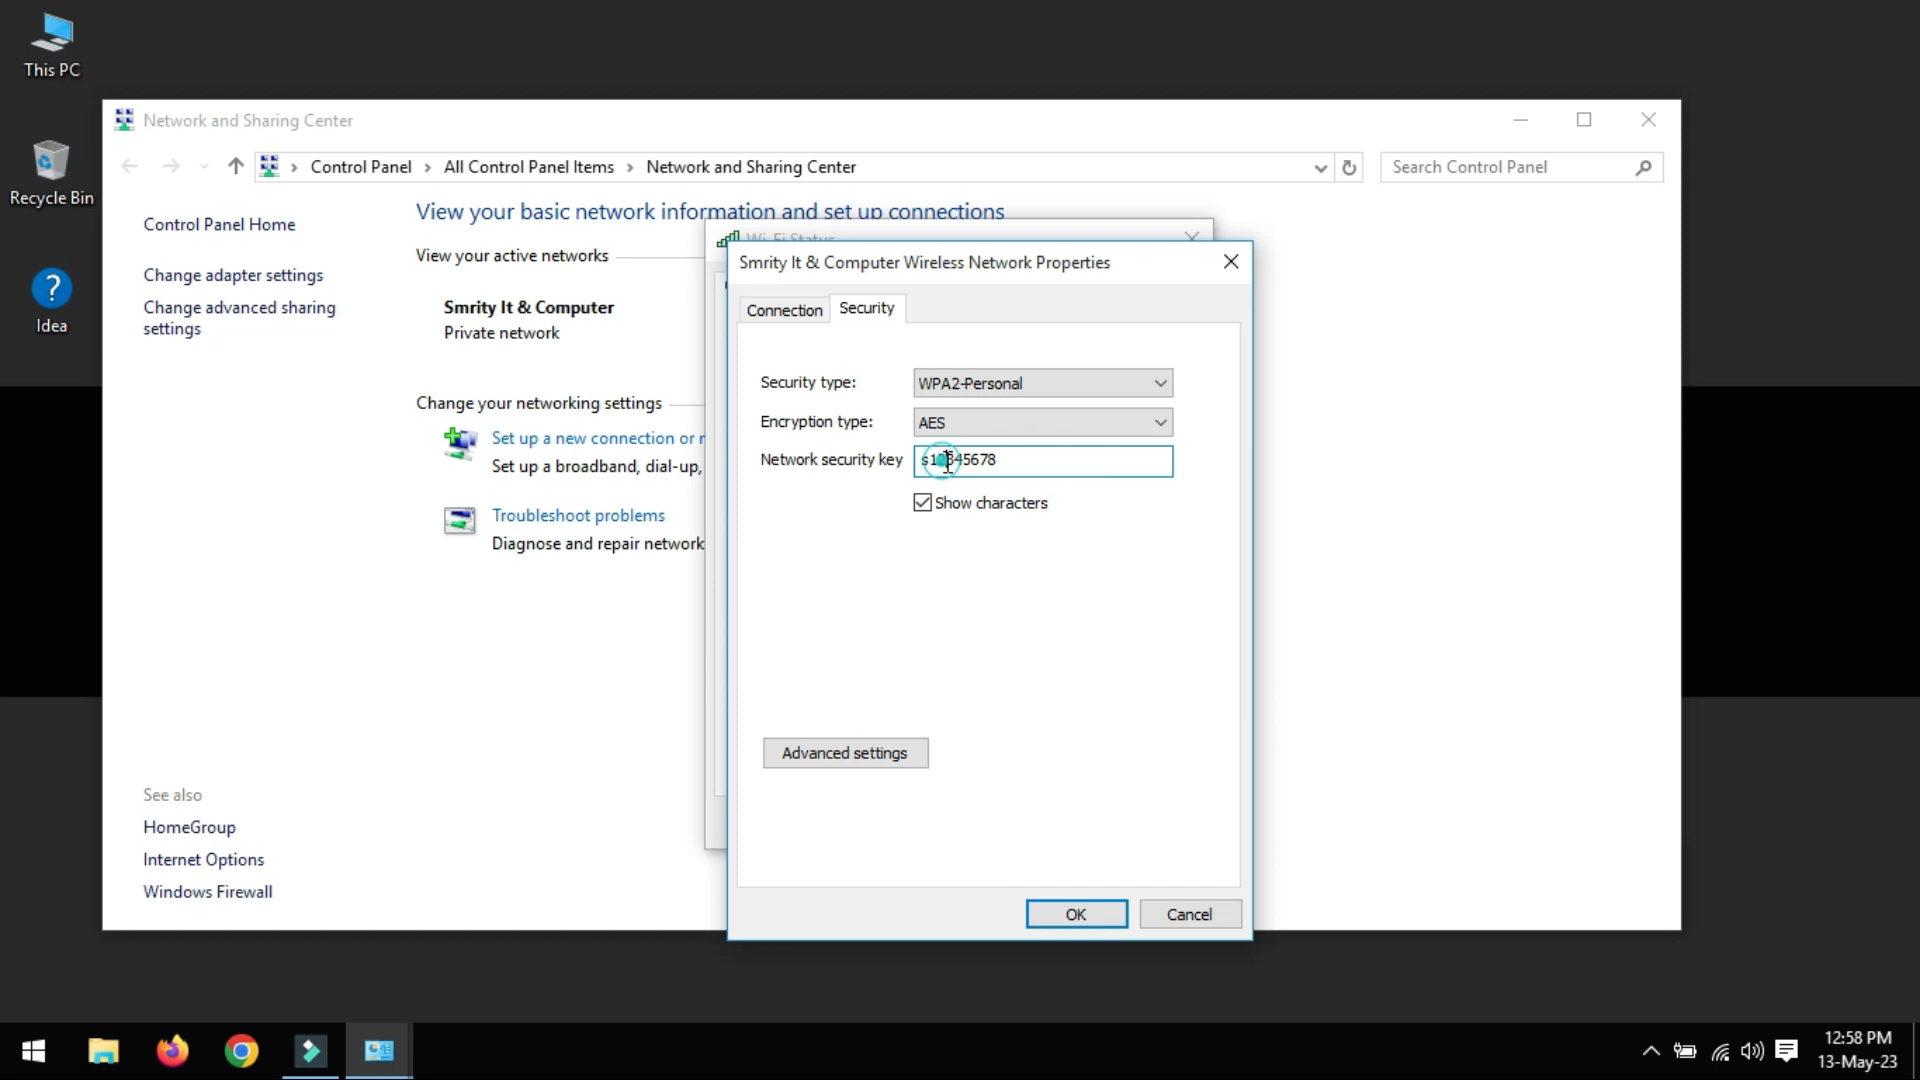 This PC
Recycle Bin
Idea
Network and Sharing Center
Control Panel › All Control Panel Items › Network and Sharing Center
Search Control Panel
Control Panel Home
Change adapter settings
Change advanced sharing
settings
See also
HomeGroup
Internet Options
Windows Firewall
View your basic network information and set up connections
View your active networks
Smrity It & Computer
Private network
Change your networking settings
Set up a new connection or
Set up a broadband, dial-up,
Troubleshoot problems
Diagnose and repair network
Wi-Fi Status
Smrity It & Computer Wireless Network Properties
Connection
Security
Security type:
WPA2-Personal
Encryption type:
AES
Network security key
s12345678
Show characters
Advanced settings
OK
Cancel
12:58 PM
13-May-23